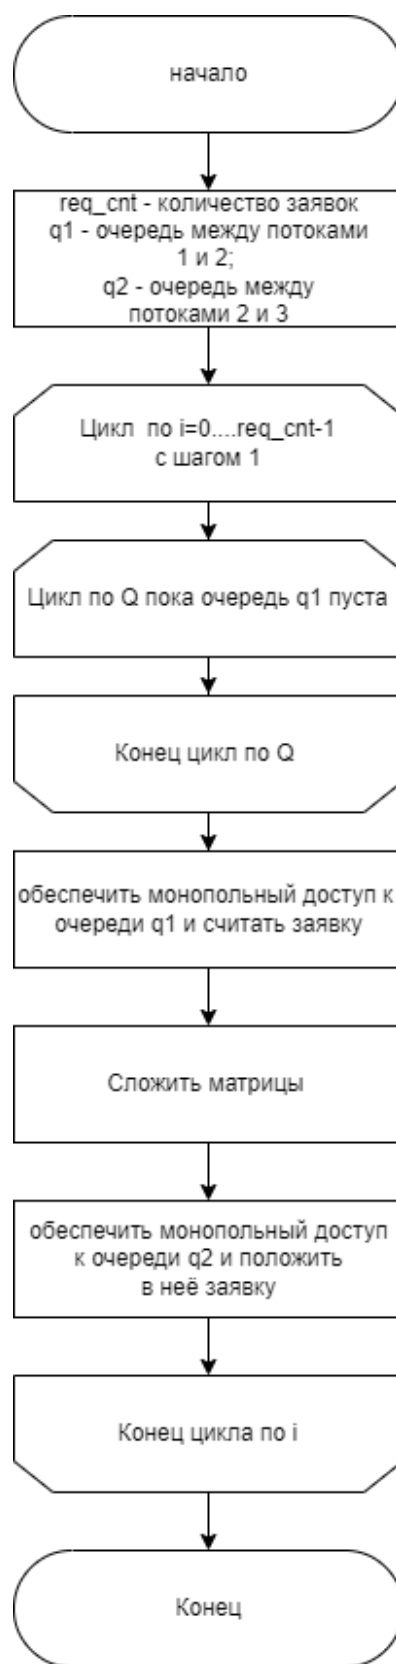 начало
req_cnt - количество заявок
q1 - очередь между потоками
1 и 2;
q2 - очередь между
потоками 2 и 3
Цикл по i=0....req_cnt-1
с шагом 1
Цикл по Q пока очередь q1 пуста
Конец цикл по Q
обеспечить монопольный доступ к
очереди q1 и считать заявку
Сложить матрицы
обеспечить монопольный доступ
к очереди q2 и положить
в неё заявку
Конец цикла по i
Конец